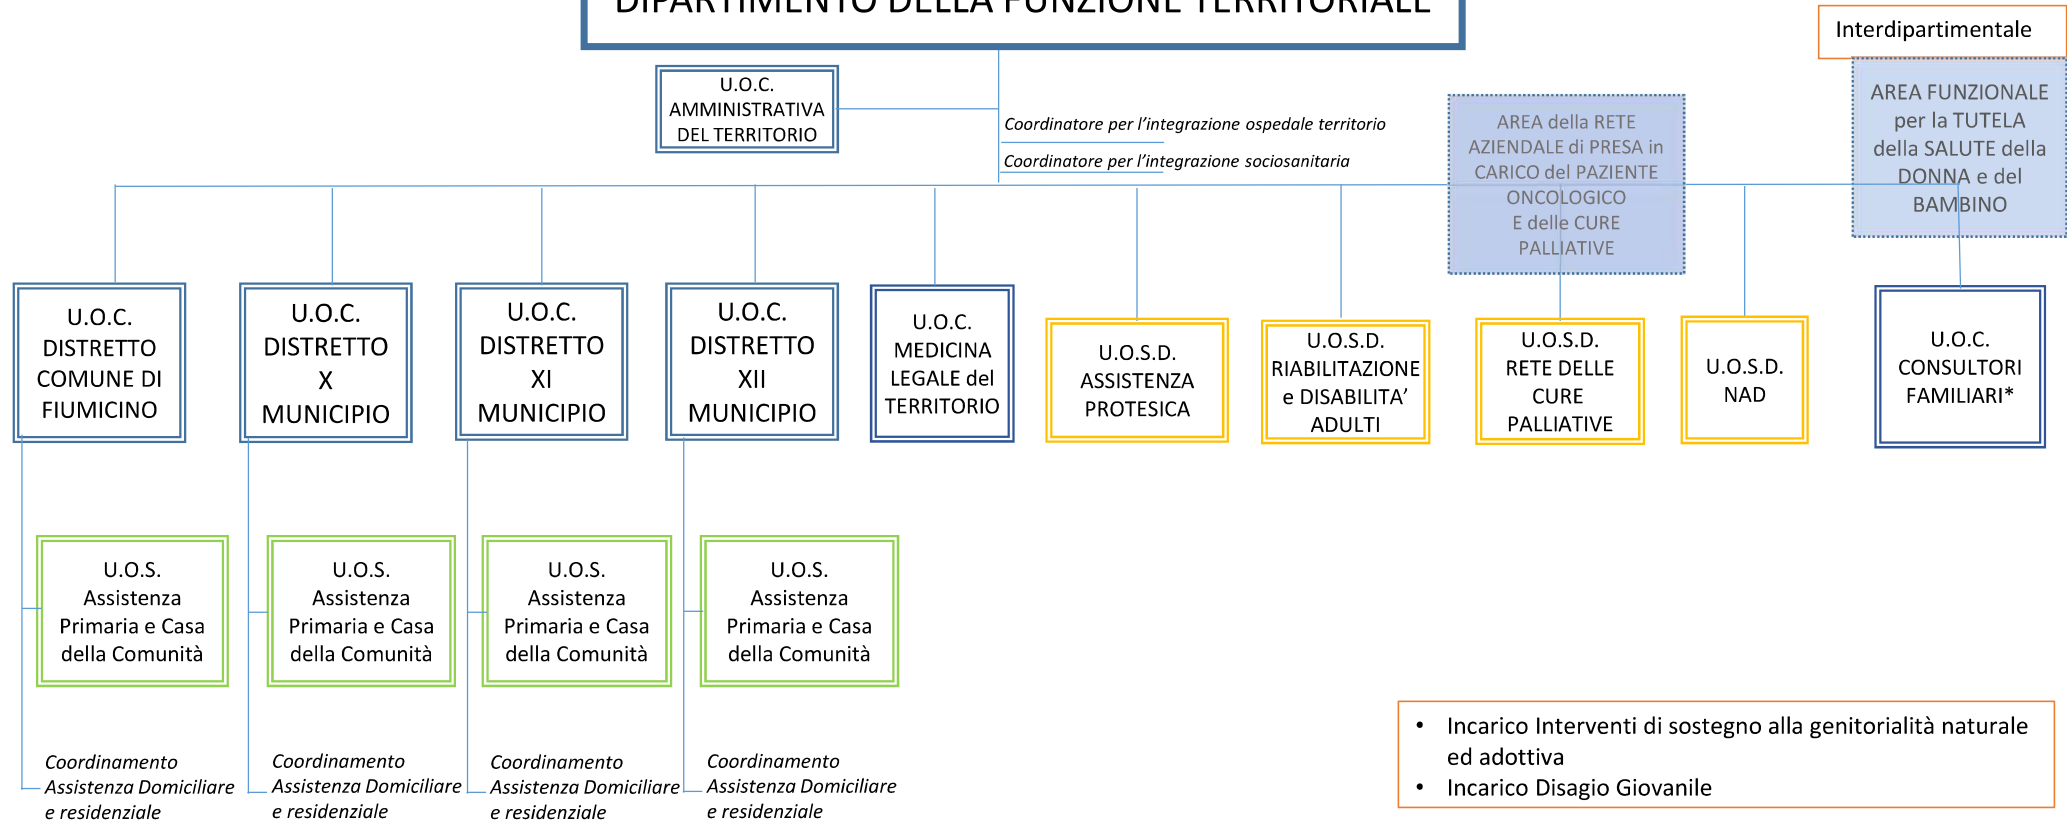 DIPARTIMENTO DELLA FUNZIONE TERRITORIALE
Interdipartimentale
U.O.C.
AMMINISTRATIVA
DEL TERRITORIO
Coordinatore per l'integrazione ospedale territorio
Coordinatore per l'integrazione sociosanitaria
AREA della RETE
AZIENDALE di PRESA in
CARICO del PAZIENTE
ONCOLOGICO
E delle CURE
PALLIATIVE
AREA FUNZIONALE
per la TUTELA
della SALUTE della
DONNA e del
BAMBINO
U.O.C.
DISTRETTO
COMUNE DI
FIUMICINO
U.O.C.
DISTRETTO
X
MUNICIPIO
U.O.C.
DISTRETTO
XI
MUNICIPIO
U.O.C.
DISTRETTO
XII
MUNICIPIO
U.O.C.
MEDICINA
LEGALE del
TERRITORIO
U.O.S.D.
ASSISTENZA
PROTESICA
U.O.S.D.
RIABILITAZIONE
e DISABILITA’
ADULTI
U.O.S.D.
RETE DELLE
CURE
PALLIATIVE
U.O.S.D.
NAD
U.O.C.
CONSULTORI
FAMILIARI*
U.O.S.
Assistenza
Primaria e Casa
della Comunità
U.O.S.
Assistenza
Primaria e Casa
della Comunità
U.O.S.
Assistenza
Primaria e Casa
della Comunità
U.O.S.
Assistenza
Primaria e Casa
della Comunità
Coordinamento
Assistenza Domiciliare
e residenziale
Coordinamento
Assistenza Domiciliare
e residenziale
Coordinamento
Assistenza Domiciliare
e residenziale
Coordinamento
Assistenza Domiciliare
e residenziale
• Incarico Interventi di sostegno alla genitorialità naturale
ed adottiva
• Incarico Disagio Giovanile